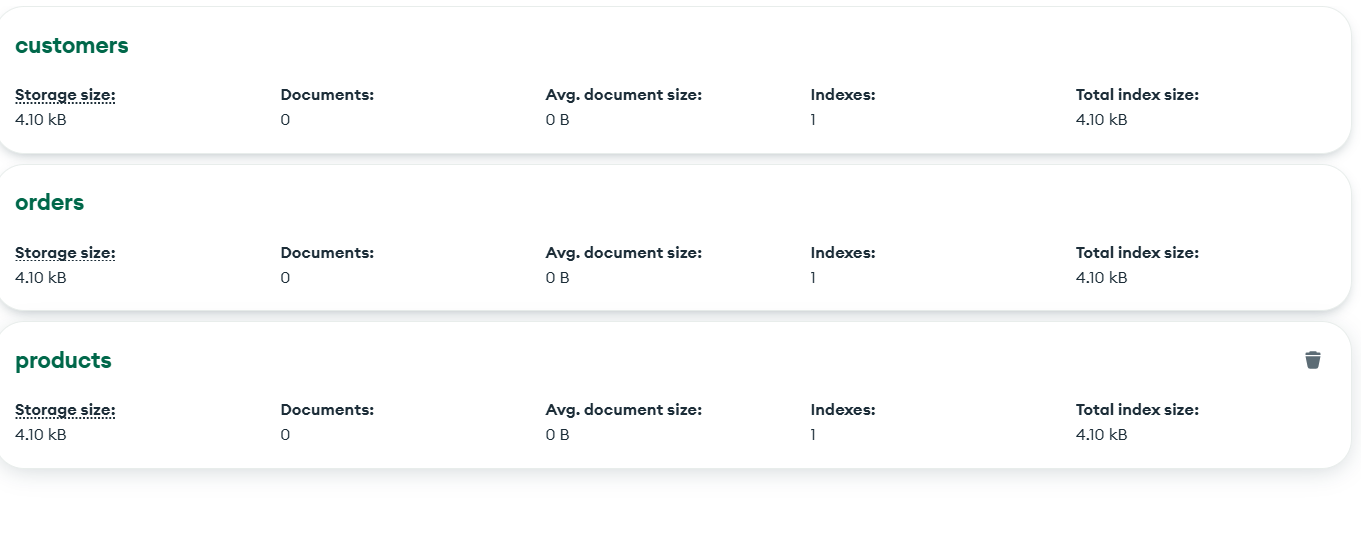 customers
Storage size: Documents: Avg. document size: Indexes: Total index size:
4.10 kB 0 0 B 1 4.10 kB
orders
Storage size: Documents: Avg. document size: Indexes: Total index size:
4.10 kB 0 0 B 1 4.10 kB
products
Storage size: Documents: Avg. document size: Indexes: Total index size:
4.10 kB 0 0 B 1 4.10 kB